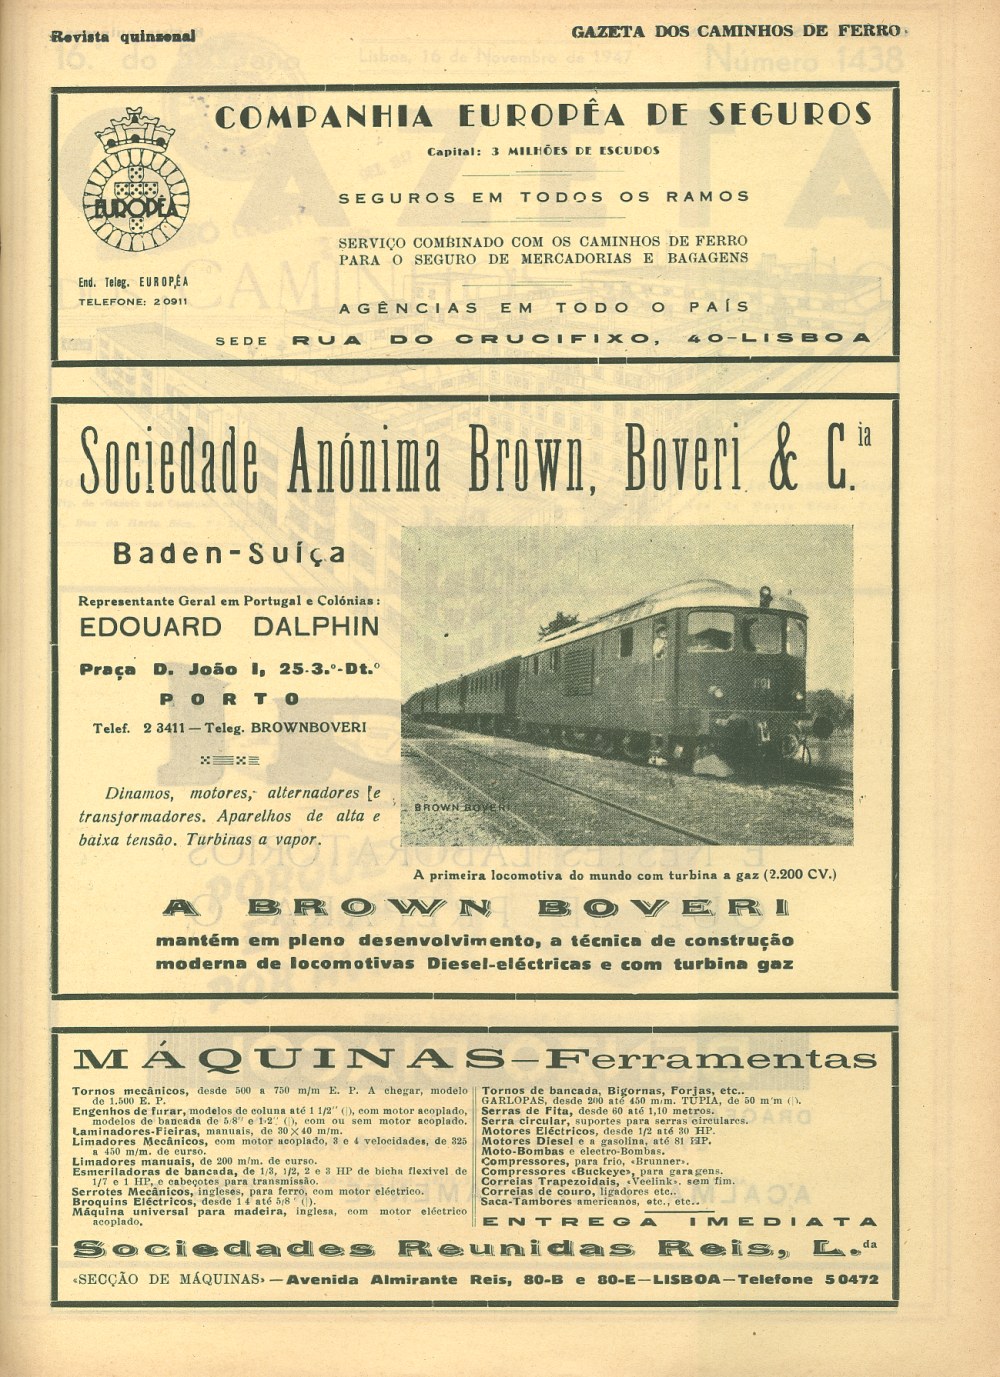 Revista quinzenal
GAZETA DOS CAMINHOS DE FERRO
COMPANHIA EUROPÊA DE SEGUROS
Capital: 3 MILHÕES DE ESCUDOS
EUROPÊA
SEGUROS EM TODOS OS RAMOS
SERVIÇO COMBINADO COM OS CAMINHOS DE FERRO
PARA O SEGURO DE MERCADORIAS E BAGAGENS
End. Teleg. EUROPÊA
TELEFONE: 2 0911
AGÊNCIAS EM TODO O PAÍS
SEDE RUA DO CRUCIFIXO, 40-LISBOA
Sociedade Anónima Brown, Boveri & C.ia
Baden-Suíça
Representante Geral em Portugal e Colónias:
EDOUARD DALPHIN
Praça D. João I, 25-3.º-Dt.º
PORTO
Telef. 2 3411 — Teleg. BROWNBOVERI
Dinamos, motores, alternadores e
transformadores. Aparelhos de alta e
baixa tensão. Turbinas a vapor.
1101
BROWN BOVERI
A primeira locomotiva do mundo com turbina a gaz (2.200 CV.)
A BROWN BOVERI
mantém em pleno desenvolvimento, a técnica de construção
moderna de locomotivas Diesel-eléctricas e com turbina gaz
MÁQUINAS—Ferramentas
Tornos mecânicos, desde 500 a 750 m/m E. P. A chegar, modelo
de 1.500 E. P.
Engenhos de furar, modelos de coluna até 1 1/2" (|), com motor acoplado,
modelos de bancada de 5/8" e 1-2" (|), com ou sem motor acoplado.
Laminadores-Fieiras, manuais, de 30×40 m/m.
Limadores Mecânicos, com motor acoplado, 3 e 4 velocidades, de 325
a 450 m/m. de curso.
Limadores manuais, de 200 m/m. de curso.
Esmeriladoras de bancada, de 1/3, 1/2, 2 e 3 HP de bicha flexivel de
1/7 e 1 HP, e cabeçotes para transmissão.
Serrotes Mecânicos, ingleses, para ferro, com motor eléctrico.
Broquins Eléctricos, desde 1 4 até 5/8" (|).
Máquina universal para madeira, inglesa, com motor eléctrico
acoplado.
Tornos de bancada, Bigornas, Forjas, etc..
GARLOPAS, desde 200 até 450 m/m. TUPIA, de 50 m m (|).
Serras de Fita, desde 60 até 1,10 metros.
Serra circular, suportes para serras circulares.
Motores Eléctricos, desde 1/2 até 30 HP.
Motores Diesel e a gasolina, até 81 HP.
Moto-Bombas e electro-Bombas.
Compressores, para frio, «Brunner».
Compressores «Buckeye», para garagens.
Correias Trapezoidais, «Veelink», sem fim.
Correias de couro, ligadores etc..
Saca-Tambores americanos, etc., etc..
ENTREGA IMEDIATA
Sociedades Reunidas Reis, L.da
«SECÇÃO DE MÁQUINAS»—Avenida Almirante Reis, 80-B e 80-E—LISBOA—Telefone 5 0472